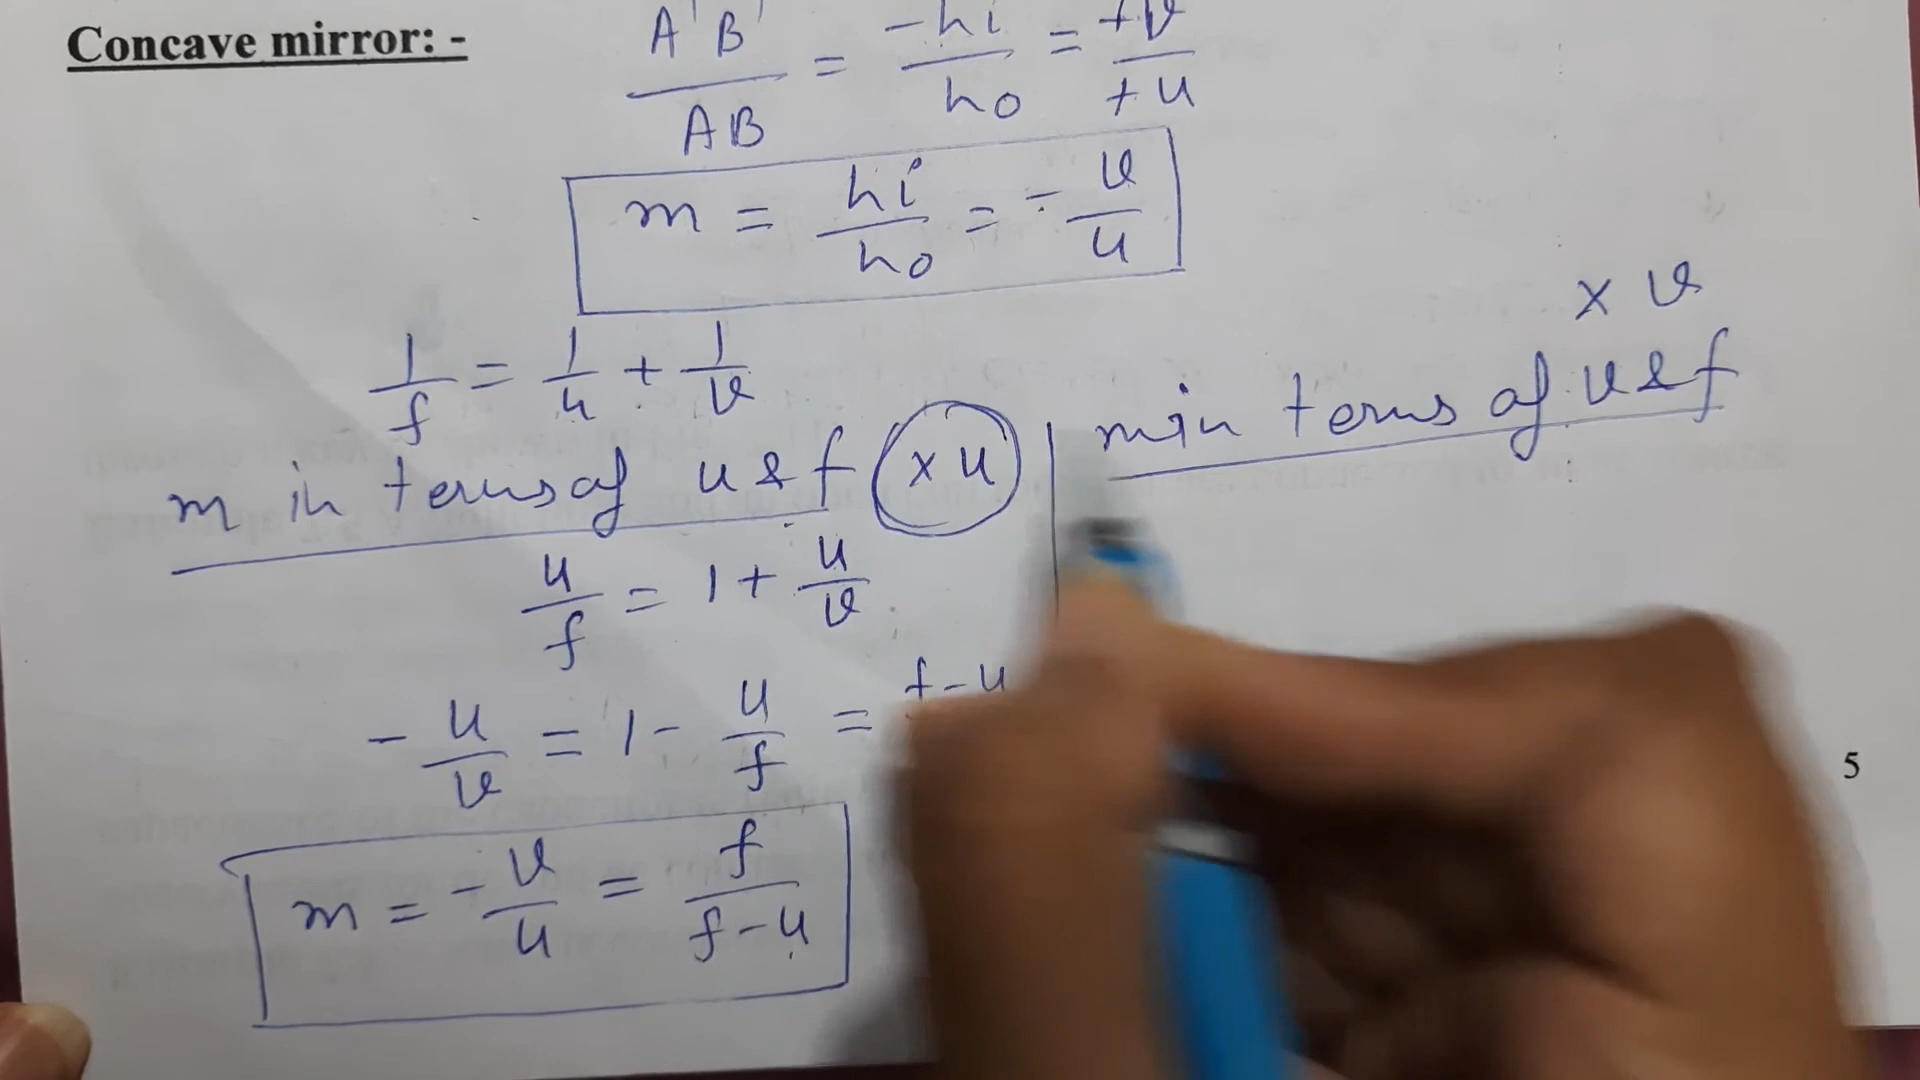 Concave mirror: -
A'B'/AB = -hi/ho = +v/+u
m = hi/ho = -v/u
1/f = 1/u + 1/v
m in terms of u & f × u
u/f = 1 + u/v
-u/v = 1 - u/f = f-u
m = -v/u = f/f-u
× v
m in terms of v & f
5